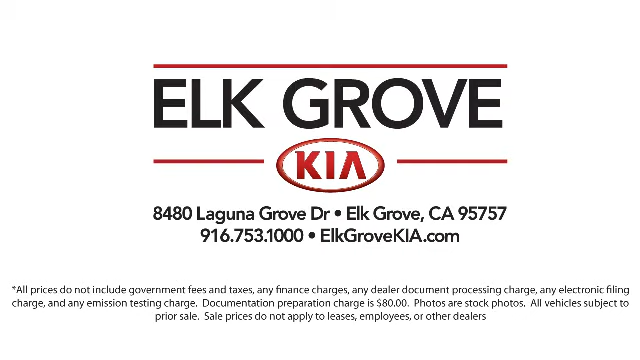 ELK GROVE
KIA
8480 Laguna Grove Dr • Elk Grove, CA 95757
916.753.1000 • ElkGroveKIA.com
*All prices do not include government fees and taxes, any finance charges, any dealer document processing charge, any electronic filing
charge, and any emission testing charge. Documentation preparation charge is $80.00. Photos are stock photos. All vehicles subject to
prior sale. Sale prices do not apply to leases, employees, or other dealers